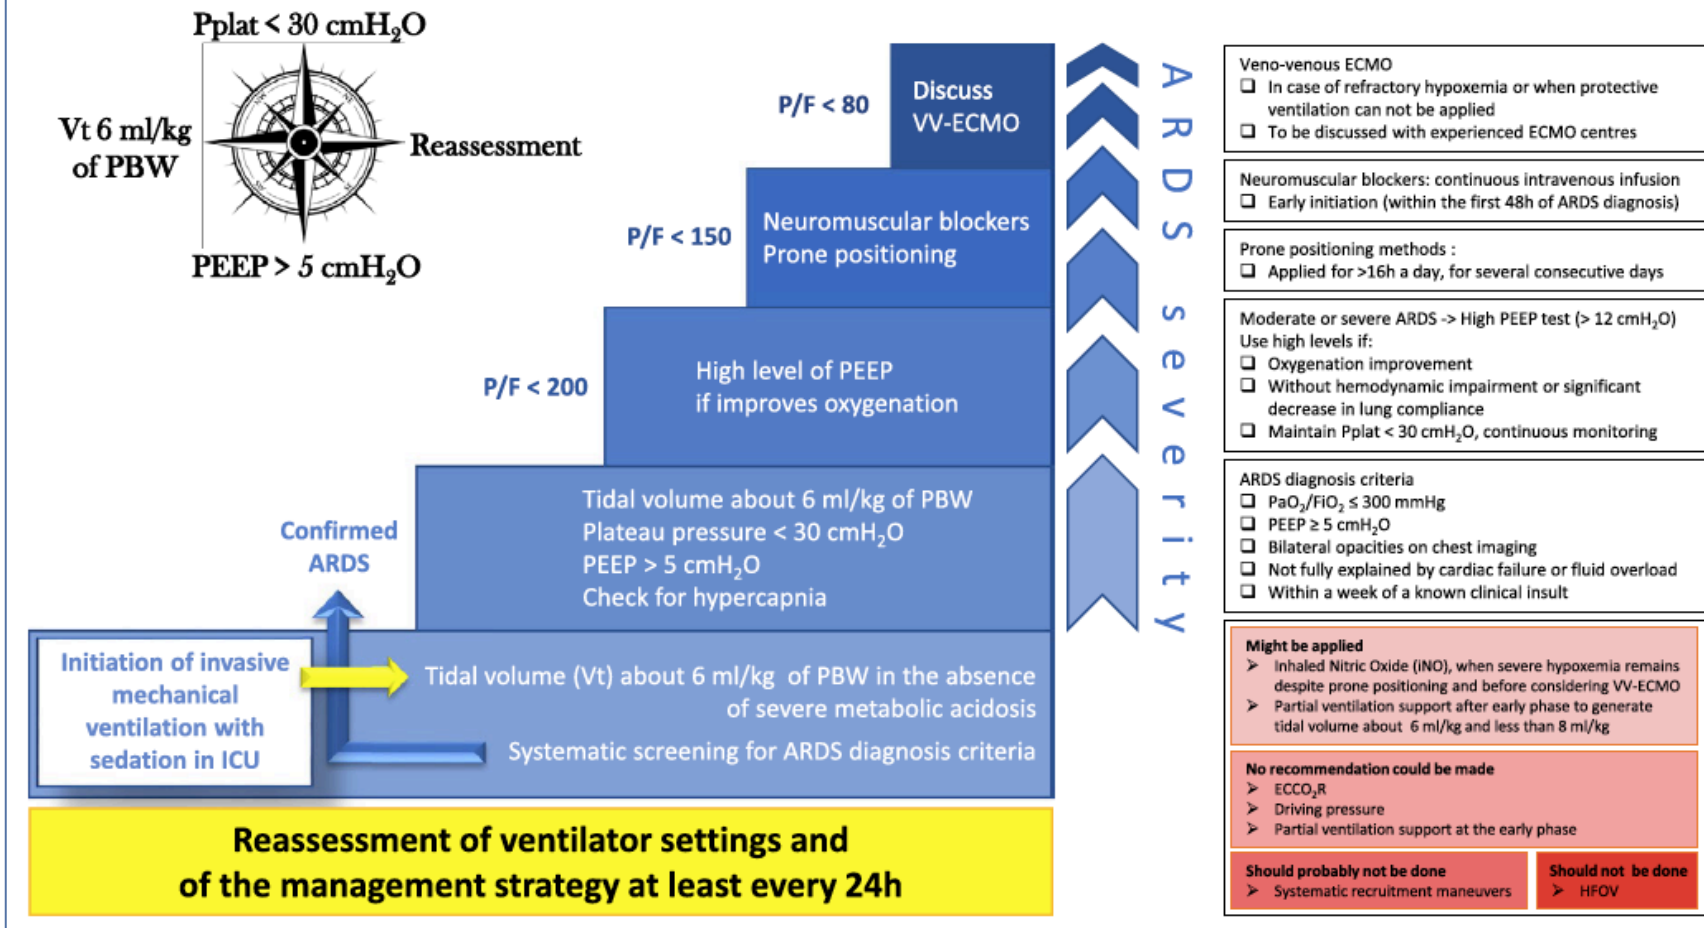 Pplat < 30 cmH₂O
Vt 6 ml/kg
of PBW
Reassessment
PEEP > 5 cmH₂O
P/F < 80
Discuss
VV-ECMO
P/F < 150
Neuromuscular blockers
Prone positioning
P/F < 200
High level of PEEP
if improves oxygenation
Confirmed
ARDS
Tidal volume about 6 ml/kg of PBW
Plateau pressure < 30 cmH₂O
PEEP > 5 cmH₂O
Check for hypercapnia
Initiation of invasive
mechanical
ventilation with
sedation in ICU
Tidal volume (Vt) about 6 ml/kg of PBW in the absence
of severe metabolic acidosis
Systematic screening for ARDS diagnosis criteria
Reassessment of ventilator settings and
of the management strategy at least every 24h
ARDS severity
Veno-venous ECMO
❑ In case of refractory hypoxemia or when protective
ventilation can not be applied
❑ To be discussed with experienced ECMO centres
Neuromuscular blockers: continuous intravenous infusion
❑ Early initiation (within the first 48h of ARDS diagnosis)
Prone positioning methods :
❑ Applied for >16h a day, for several consecutive days
Moderate or severe ARDS -> High PEEP test (> 12 cmH₂O)
Use high levels if:
❑ Oxygenation improvement
❑ Without hemodynamic impairment or significant
decrease in lung compliance
❑ Maintain Pplat < 30 cmH₂O, continuous monitoring
ARDS diagnosis criteria
❑ PaO₂/FiO₂ ≤ 300 mmHg
❑ PEEP ≥ 5 cmH₂O
❑ Bilateral opacities on chest imaging
❑ Not fully explained by cardiac failure or fluid overload
❑ Within a week of a known clinical insult
Might be applied
➢ Inhaled Nitric Oxide (iNO), when severe hypoxemia remains
despite prone positioning and before considering VV-ECMO
➢ Partial ventilation support after early phase to generate
tidal volume about 6 ml/kg and less than 8 ml/kg
No recommendation could be made
➢ ECCO₂R
➢ Driving pressure
➢ Partial ventilation support at the early phase
Should probably not be done
➢ Systematic recruitment maneuvers
Should not be done
➢ HFOV